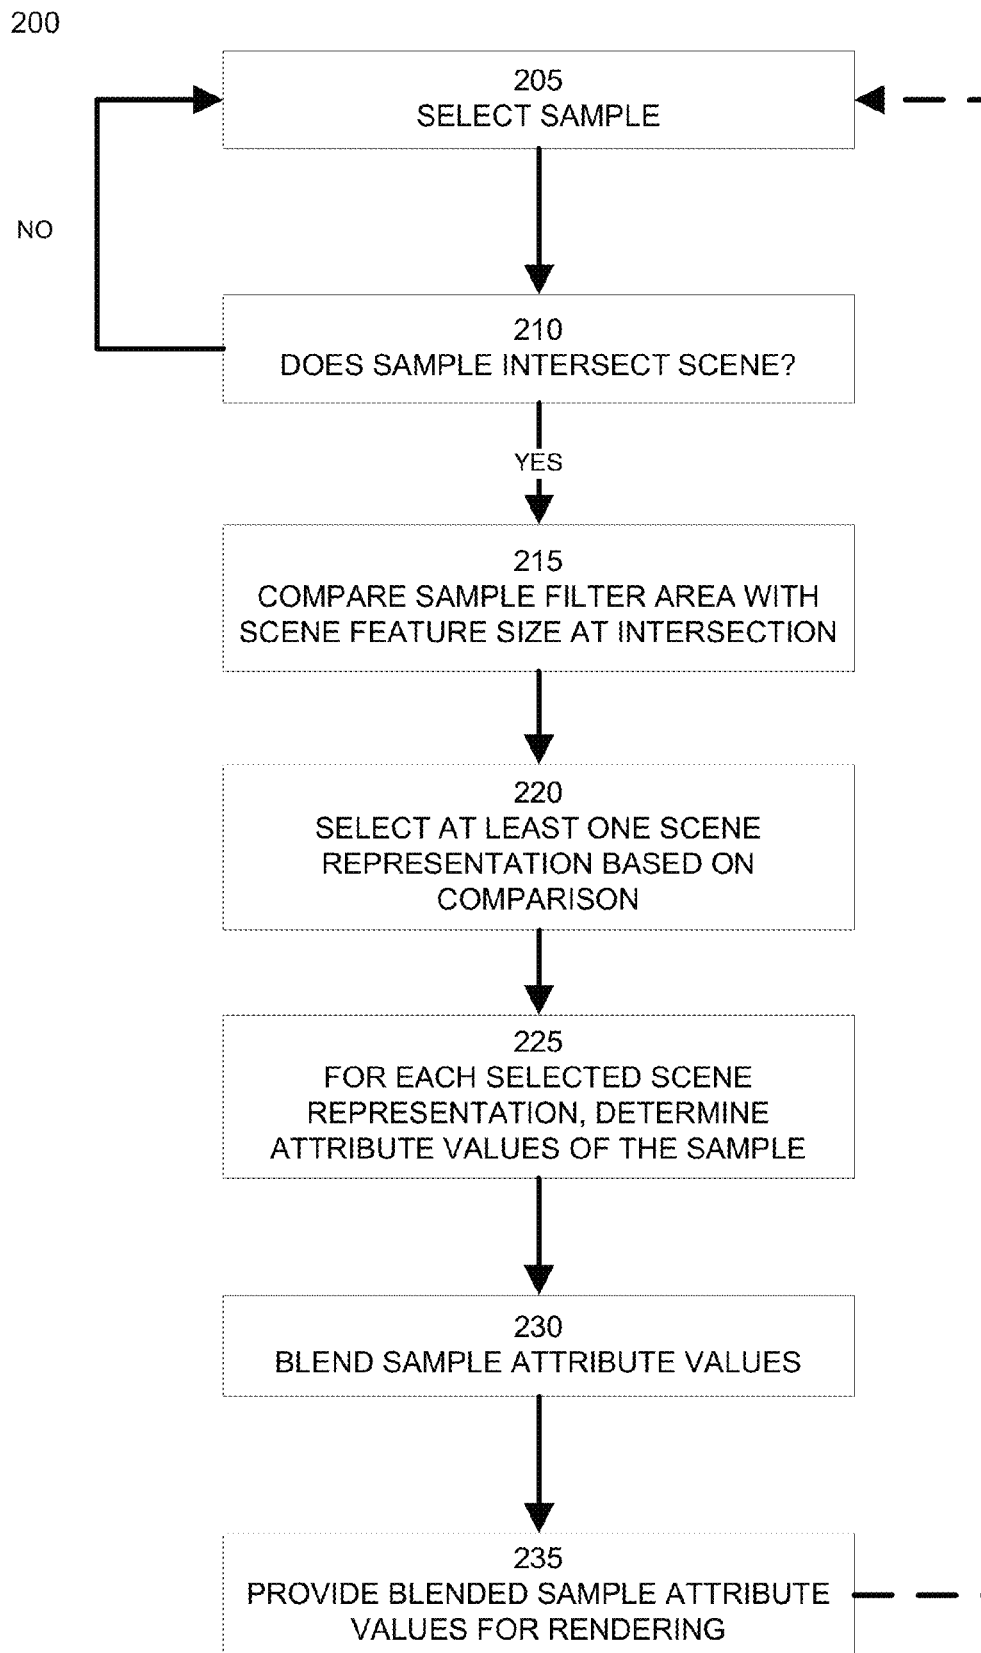 200
205
SELECT SAMPLE
NO
210
DOES SAMPLE INTERSECT SCENE?
YES
215
COMPARE SAMPLE FILTER AREA WITH
SCENE FEATURE SIZE AT INTERSECTION
220
SELECT AT LEAST ONE SCENE
REPRESENTATION BASED ON
COMPARISON
225
FOR EACH SELECTED SCENE
REPRESENTATION, DETERMINE
ATTRIBUTE VALUES OF THE SAMPLE
230
BLEND SAMPLE ATTRIBUTE VALUES
235
PROVIDE BLENDED SAMPLE ATTRIBUTE
VALUES FOR RENDERING